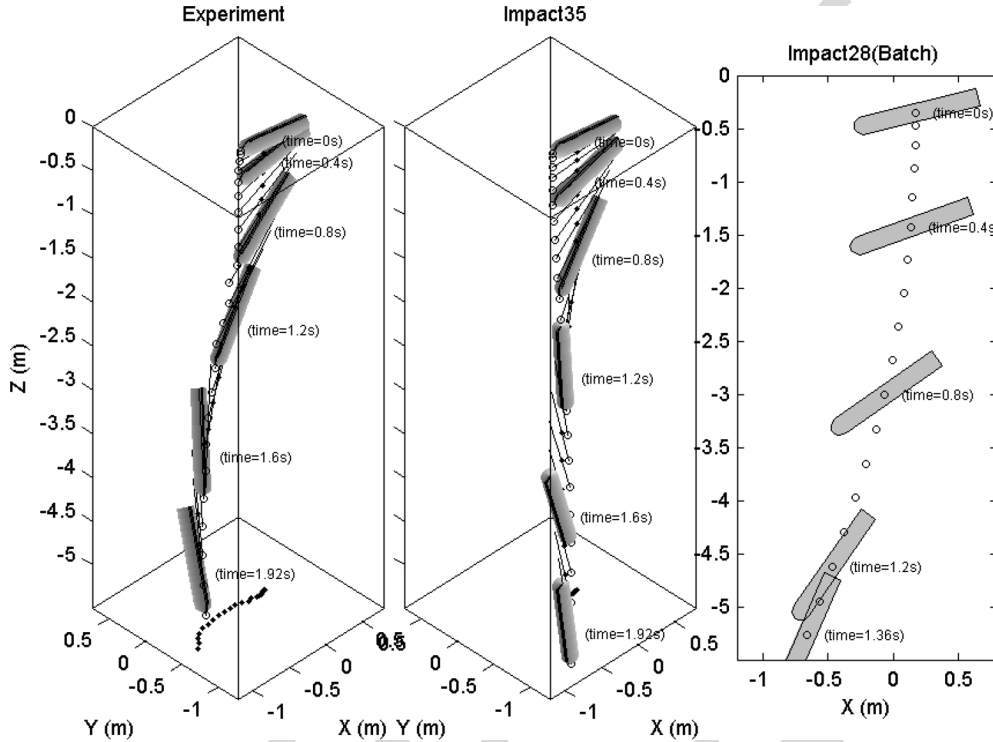 Experiment
Impact35
Impact28(Batch)
0
-0.5
-1
-1.5
-2
-2.5
-3
-3.5
-4
-4.5
-5
Z (m)
(time=0s)
(time=0.4s)
(time=0.8s)
(time=1.2s)
(time=1.6s)
(time=1.92s)
0.5
0
-0.5
-1
Y (m)
-1
-0.5
0
0.5
X (m)
(time=0s)
(time=0.4s)
(time=0.8s)
(time=1.2s)
(time=1.6s)
(time=1.92s)
0.5
0
-0.5
-1
Y (m)
-1
-0.5
0
0.5
X (m)
0
-0.5
-1
-1.5
-2
-2.5
-3
-3.5
-4
-4.5
-5
(time=0s)
(time=0.4s
(time=0.8s)
(time=1.2s)
(time=1.36s)
-1
-0.5
0
0.5
X (m)